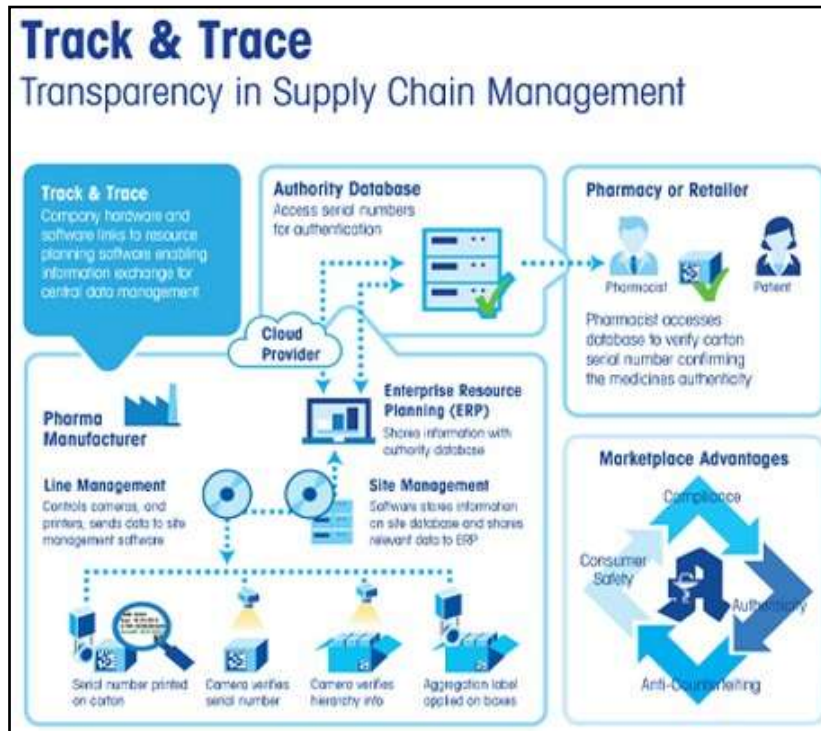 Track & Trace
Transparency in Supply Chain Management
Track & Trace
Company hardware and
software links to resource
planning software enabling
information exchange for
central data management
Authority Database
Access serial numbers
for authentication
Pharmacy or Retailer
Pharmacist
Patent
Pharmacist accesses
database to verify carton
serial number confirming
the medicines authenticity
Cloud
Provider
Pharma
Manufacturer
Enterprise Resource
Planning (ERP)
Shares information with
authority database
Line Management
Controls cameras, and
printers, sends data to site
management software
Site Management
Software stores information
on site database and shares
relevant data to ERP
Serial number printed
on carton
Camera verifies
serial number
Camera verifies
hierarchy info
Aggregation label
applied on boxes
Marketplace Advantages
Compliance
Consumer
Safety
Authenticity
Anti-Counterfeiting